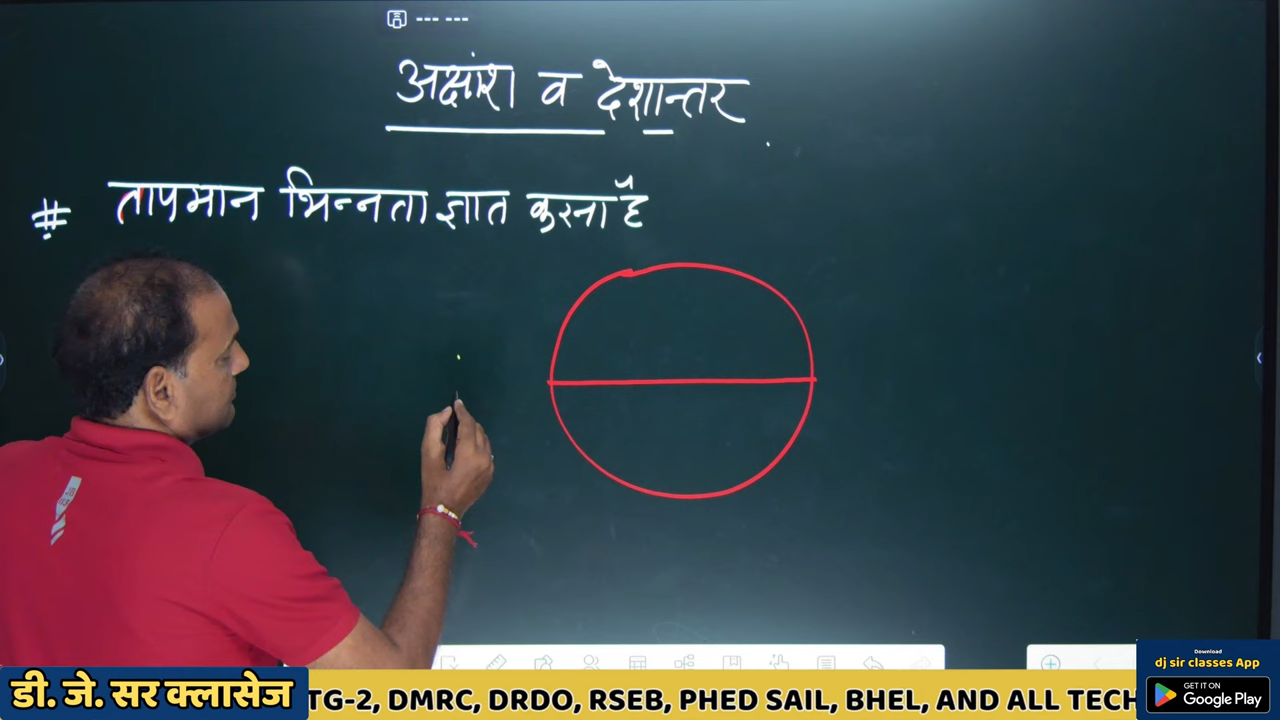 अक्षांश व देशान्तर
# तापमान भिन्नता ज्ञात करना है
Download
dj sir classes App
GET IT ON
Google Play
डी. जे. सर क्लासेज
TG-2, DMRC, DRDO, RSEB, PHED SAIL, BHEL, AND ALL TECH